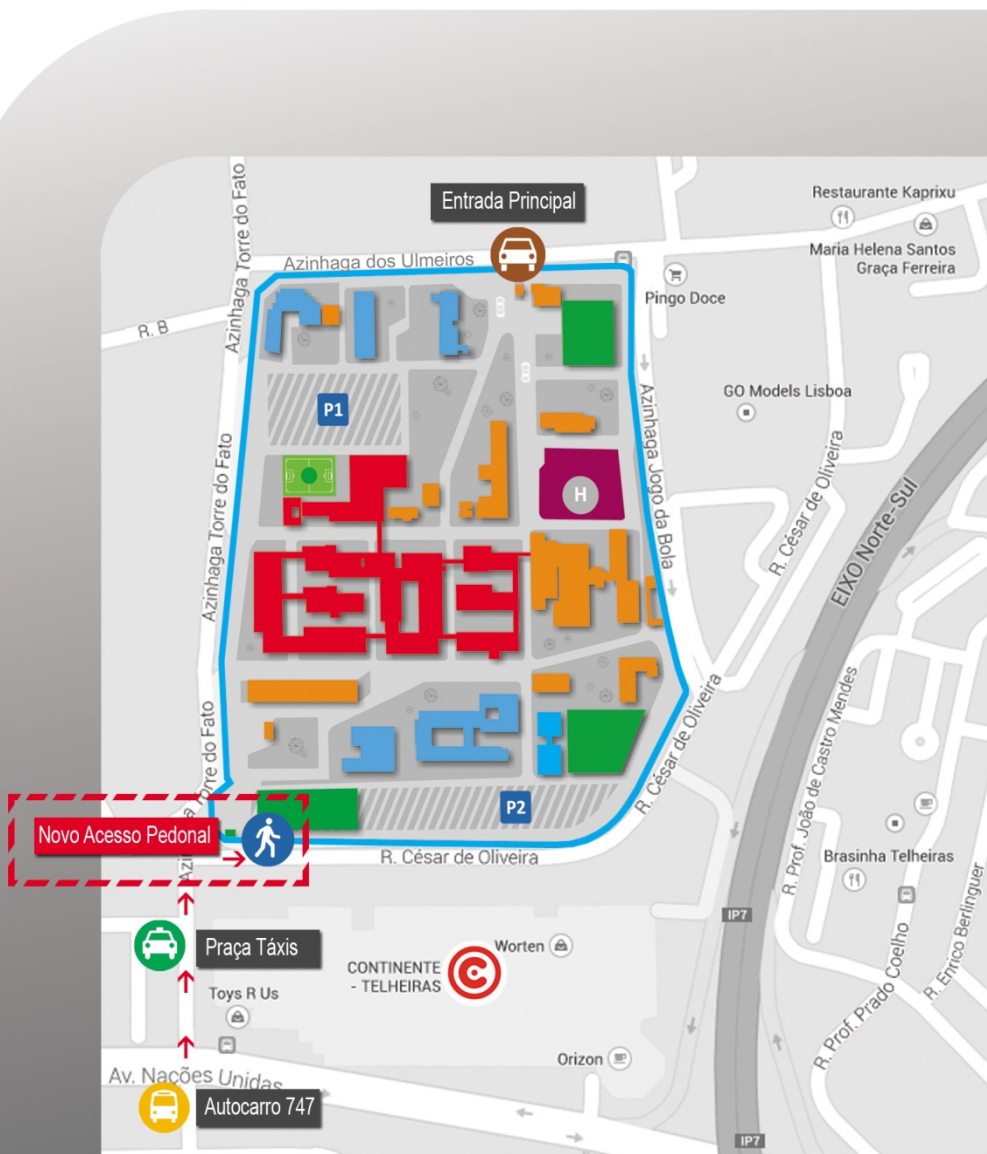 Restaurante Kaprixu
Entrada Principal
Azinhaga Torre do Fato
Maria Helena Santos
Graça Ferreira
Azinhaga dos Ulmeiros
Pingo Doce
R. B
GO Models Lisboa
P1
Azinhaga Jogo da Bola
R. César de Oliveira
EIXO Norte-Sul
H
Azinhaga Torre do Fato
R. César de Oliveira
R. Prof. João de Castro Mendes
Torre do Fato
P2
Novo Acesso Pedonal
R. César de Oliveira
Brasinha Telheiras
R. Enrico Berlinguer
IP7
Praça Táxis
Worten
CONTINENTE
- TELHEIRAS
C
R. Prof. Prado Coelho
Toys R Us
Orizon
Av. Nações Unidas
Autocarro 747
IP7